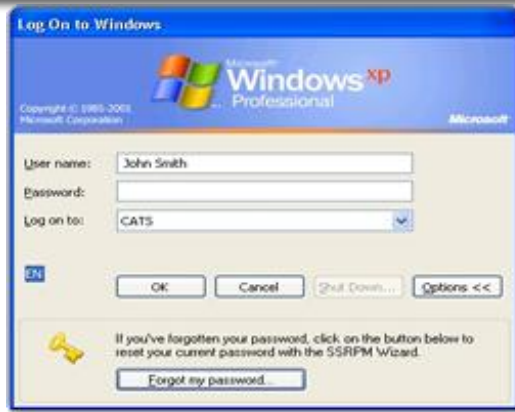 Log On to Windows
Microsoft
Windows xp
Professional
Copyright © 1985-2001
Microsoft Corporation
Microsoft
User name: John Smith
Password:
Log on to: CATS
EN
OK Cancel Shut Down... Options <<
If you've forgotten your password, click on the button below to
reset your current password with the SSRPM Wizard.
Forgot my password...